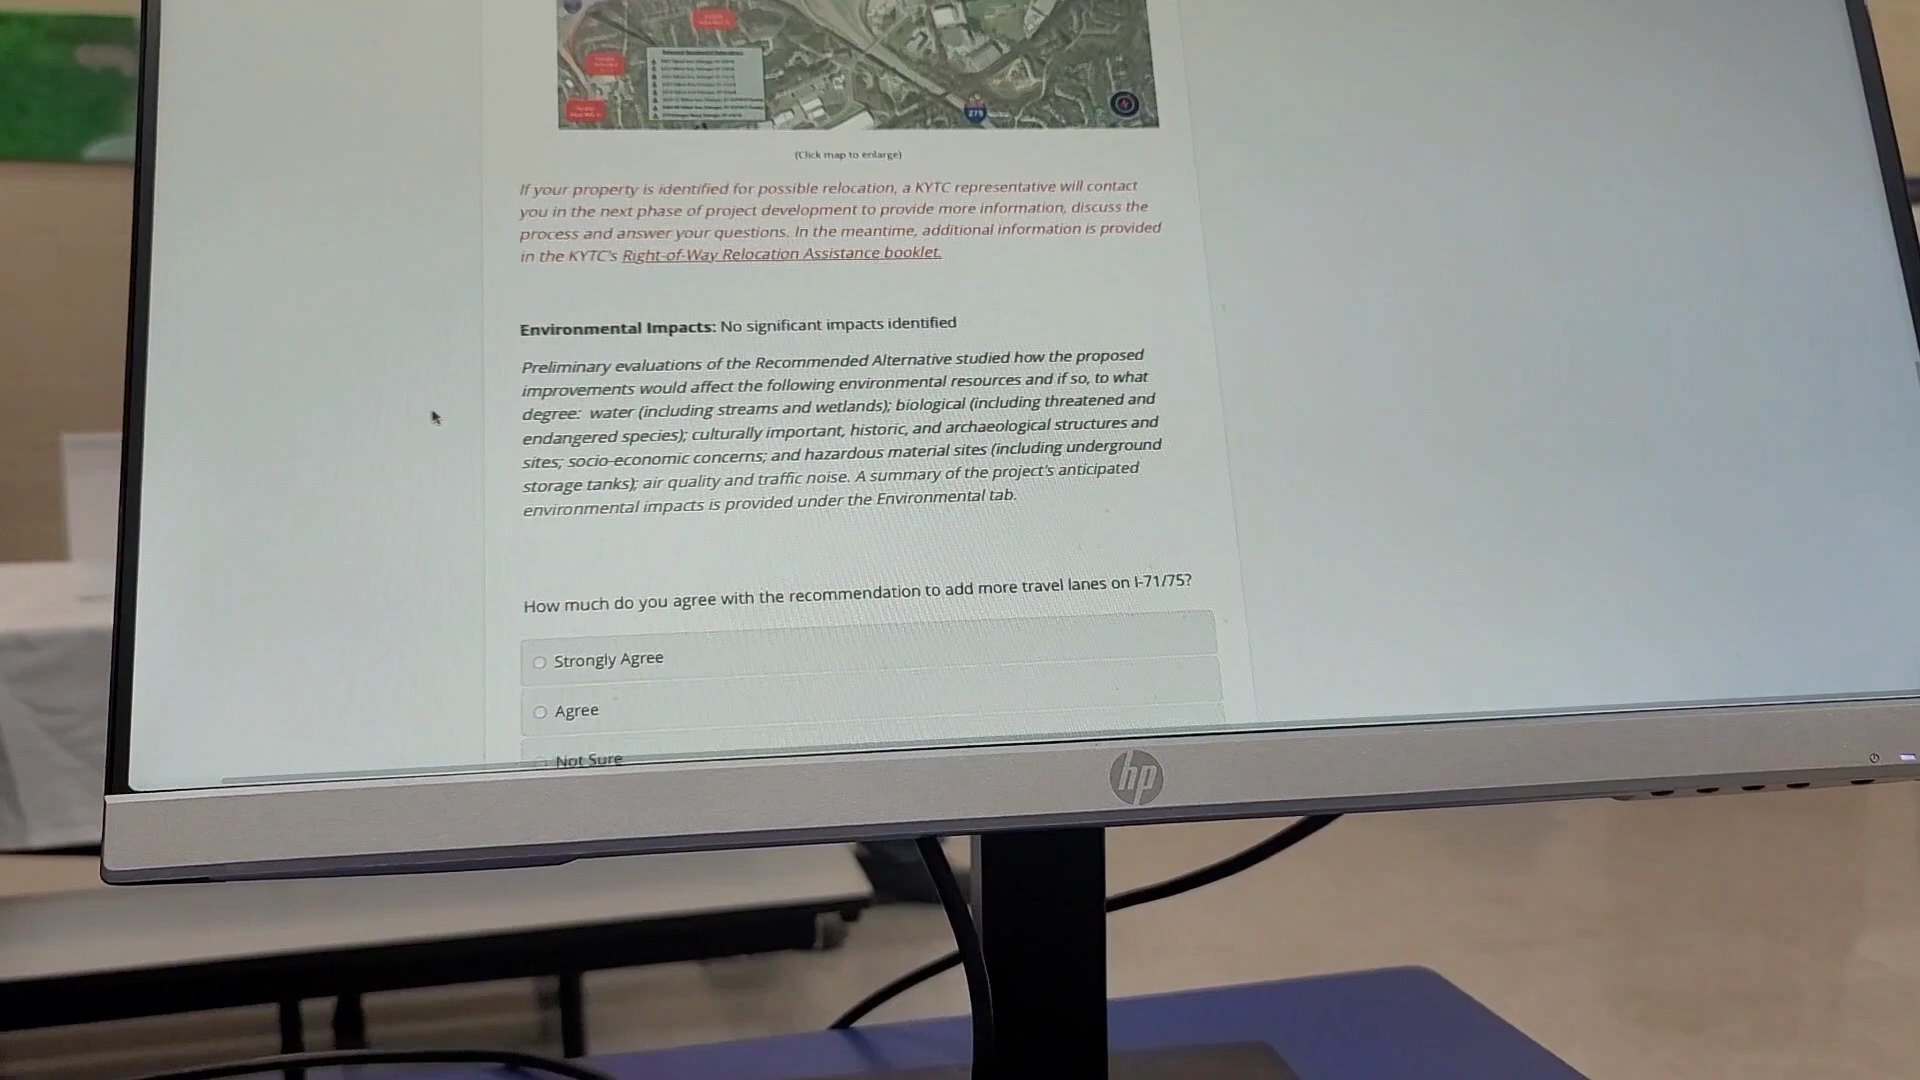 275
(Click map to enlarge)
If your property is identified for possible relocation, a KYTC representative will contact
you in the next phase of project development to provide more information, discuss the
process and answer your questions. In the meantime, additional information is provided
in the KYTC's Right-of-Way Relocation Assistance booklet.
Environmental Impacts: No significant impacts identified
Preliminary evaluations of the Recommended Alternative studied how the proposed
improvements would affect the following environmental resources and if so, to what
degree: water (including streams and wetlands); biological (including threatened and
endangered species); culturally important, historic, and archaeological structures and
sites; socio-economic concerns; and hazardous material sites (including underground
storage tanks); air quality and traffic noise. A summary of the project's anticipated
environmental impacts is provided under the Environmental tab.
How much do you agree with the recommendation to add more travel lanes on I-71/75?
Strongly Agree
Agree
Not Sure
hp